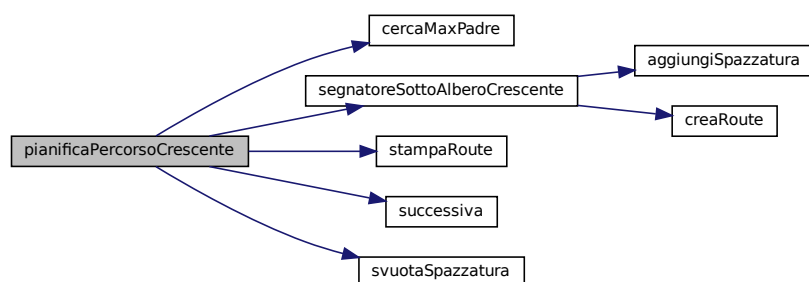 cercaMaxPadre
aggiungiSpazzatura
segnatoreSottoAlberoCrescente
creaRoute
pianificaPercorsoCrescente
stampaRoute
successiva
svuotaSpazzatura